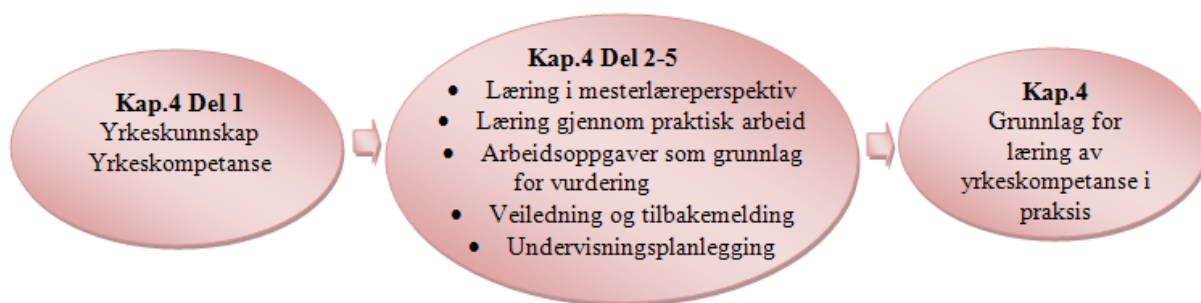 Kap.4 Del 1
Yrkeskunnskap
Yrkeskompetanse
Kap.4 Del 2-5
• Læring i mesterlæreperspektiv
• Læring gjennom praktisk arbeid
• Arbeidsoppgaver som grunnlag
for vurdering
• Veiledning og tilbakemelding
• Undervisningsplanlegging
Kap.4
Grunnlag for
læring av
yrkeskompetanse i
praksis